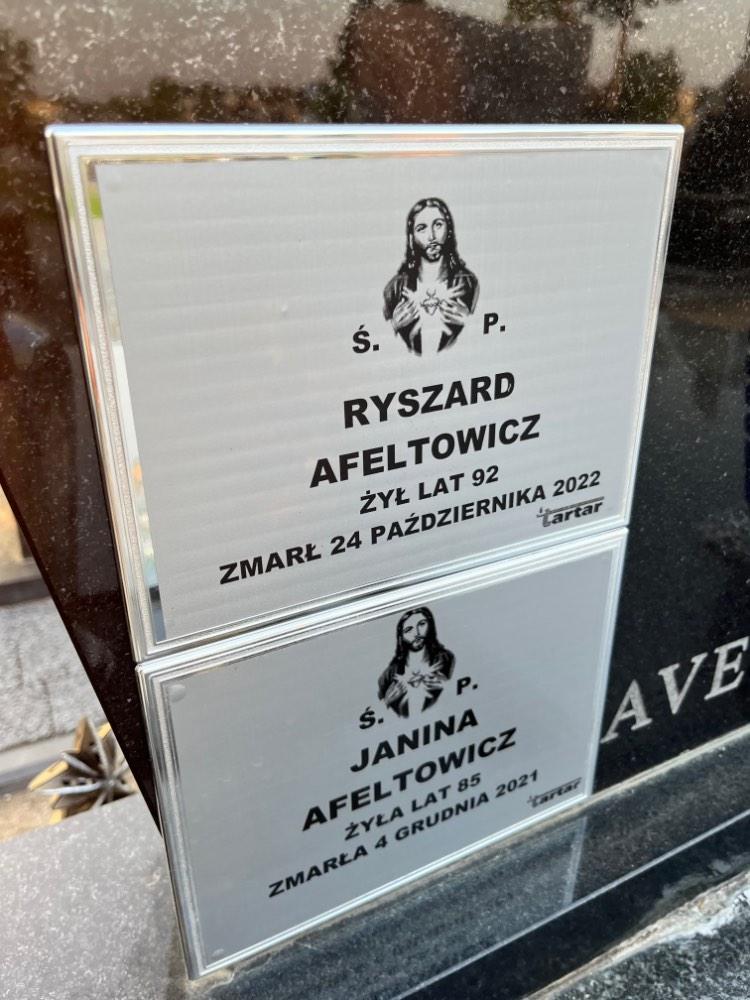 Ś. P.
RYSZARD
AFELTOWICZ
ŻYŁ LAT 92
ZMARŁ 24 PAŹDZIERNIKA 2022
tartar
Ś. P.
JANINA
AFELTOWICZ
ŻYŁA LAT 85
ZMARŁA 4 GRUDNIA 2021
tartar
AVE